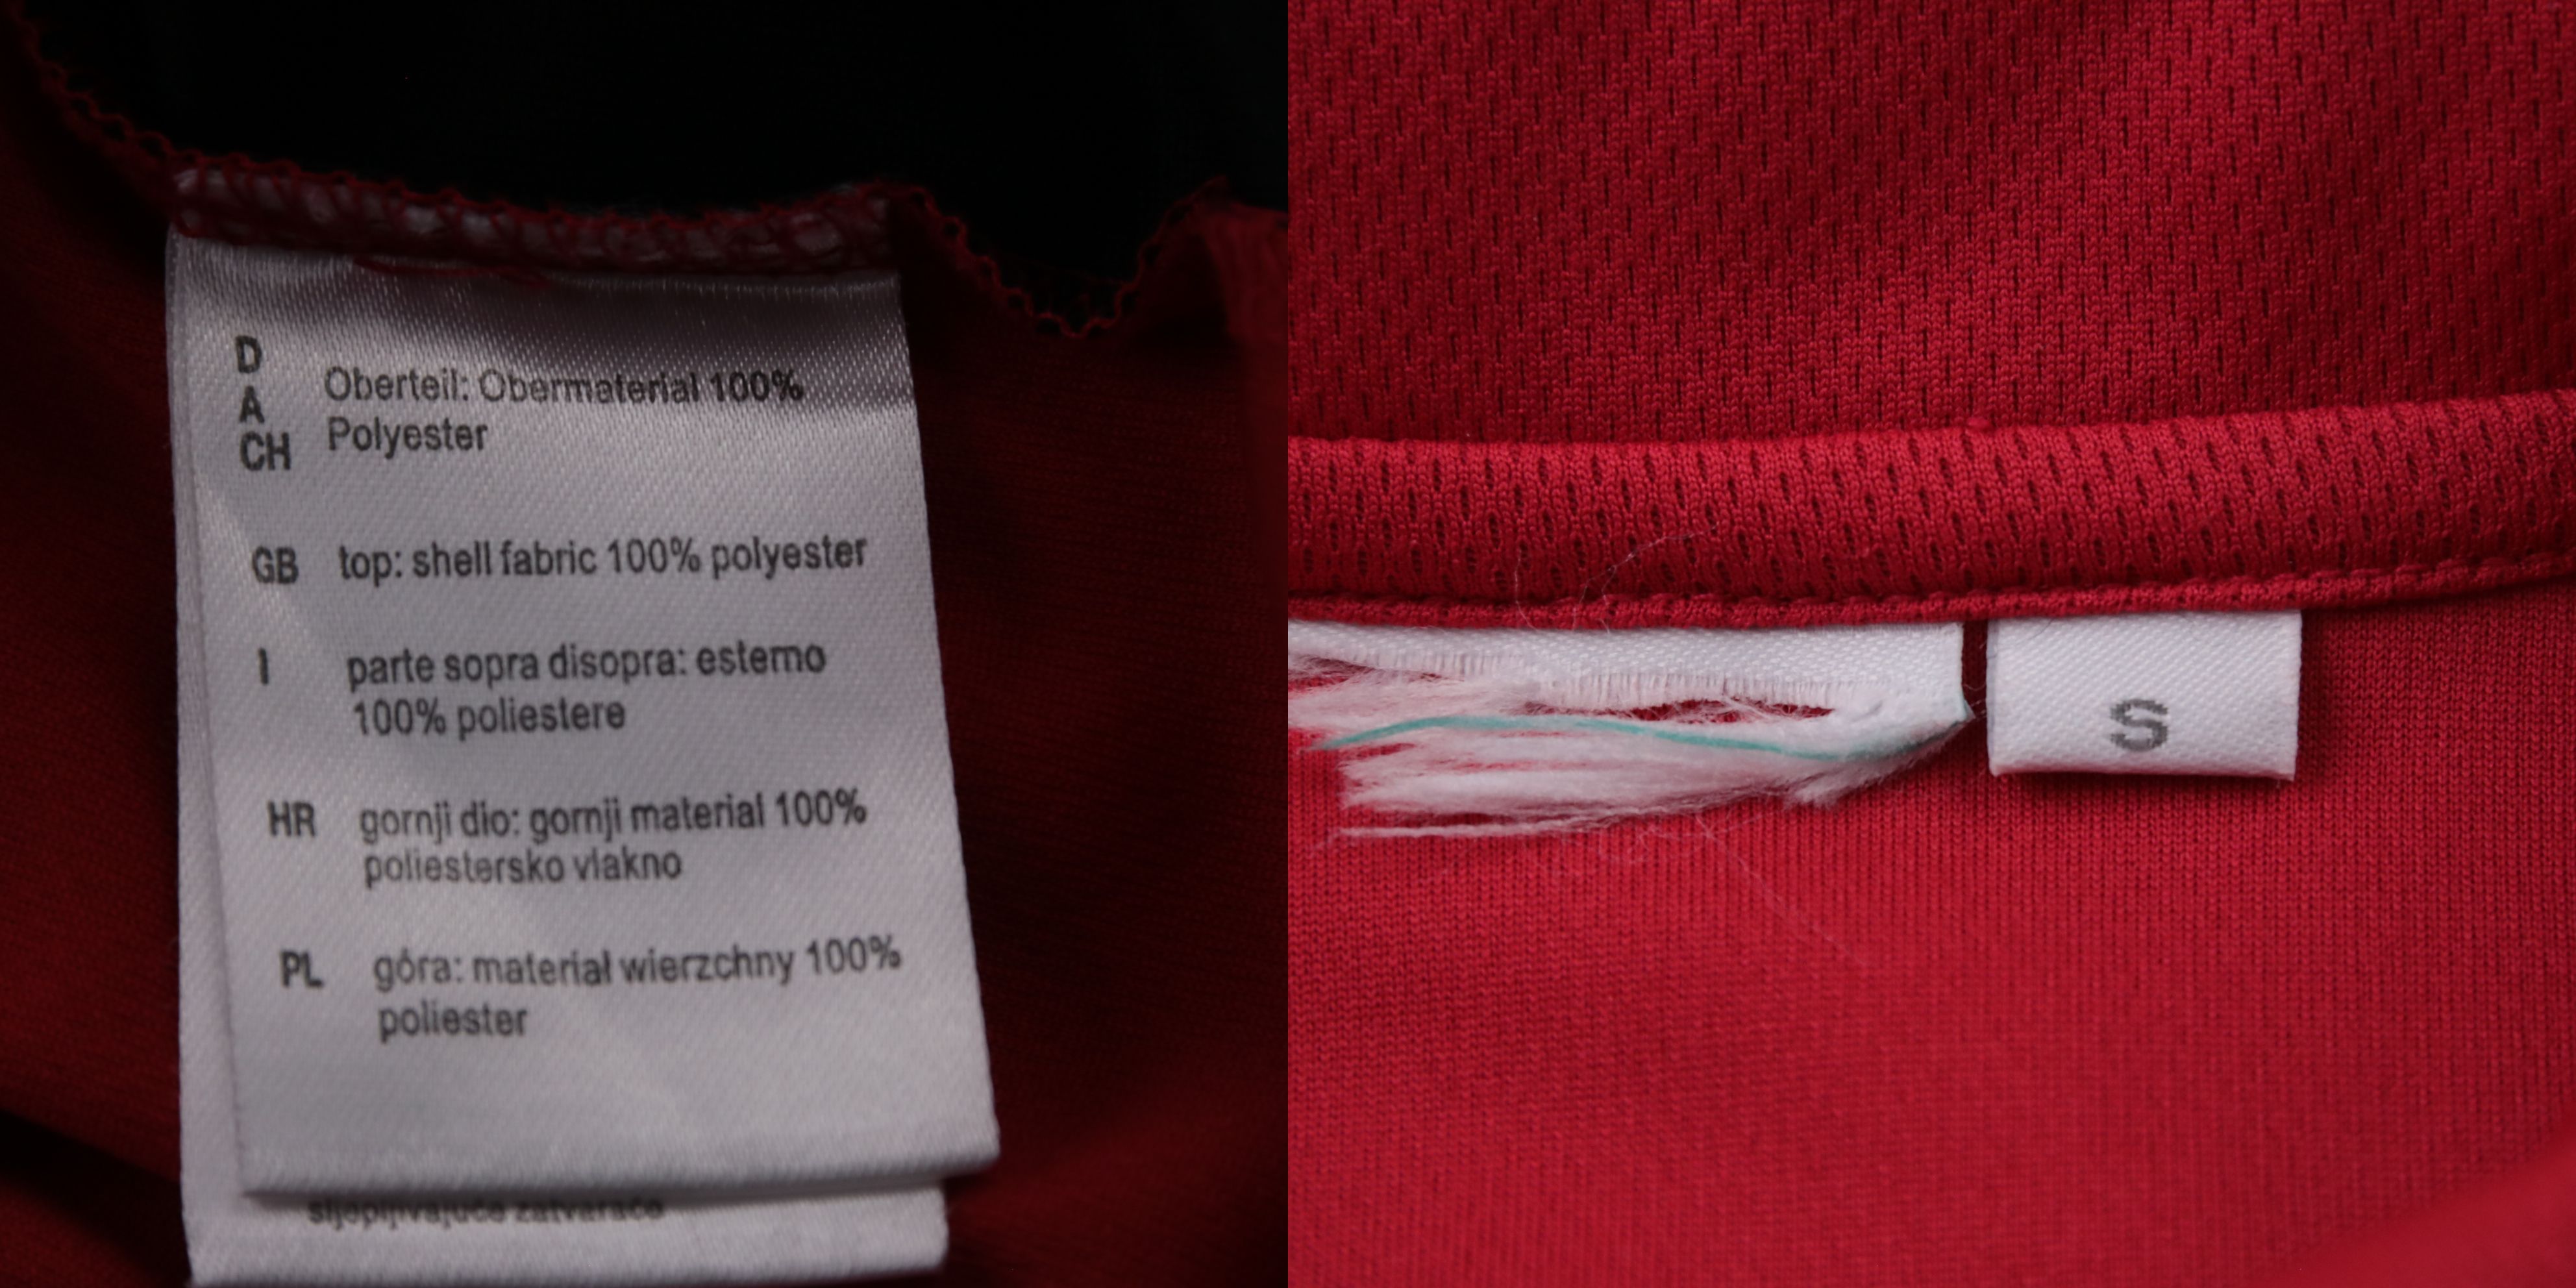 D
A
CH
Oberteil: Obermaterial 100%
Polyester
GB top: shell fabric 100% polyester
I parte sopra disopra: esterno
100% poliestere
HR gornji dio: gornji material 100%
poliestersko vlakno
PL góra: materiał wierzchny 100%
poliester
zatvarače
S